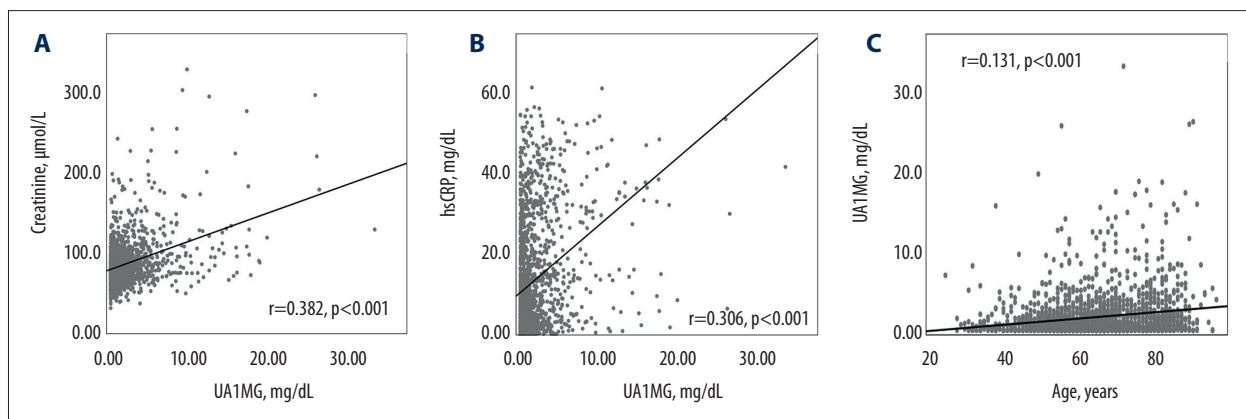 A
Creatinine, µmol/L
300.0
200.0
100.0
0.00
r=0.382, p<0.001
0.00 10.00 20.00 30.00
UA1MG, mg/dL
B
hsCRP, mg/dL
60.0
40.0
20.0
0.00
r=0.306, p<0.001
0.00 10.00 20.00 30.00
UA1MG, mg/dL
C
r=0.131, p<0.001
UA1MG, mg/dL
30.0
20.0
10.0
0.00
20 40 60 80
Age, years